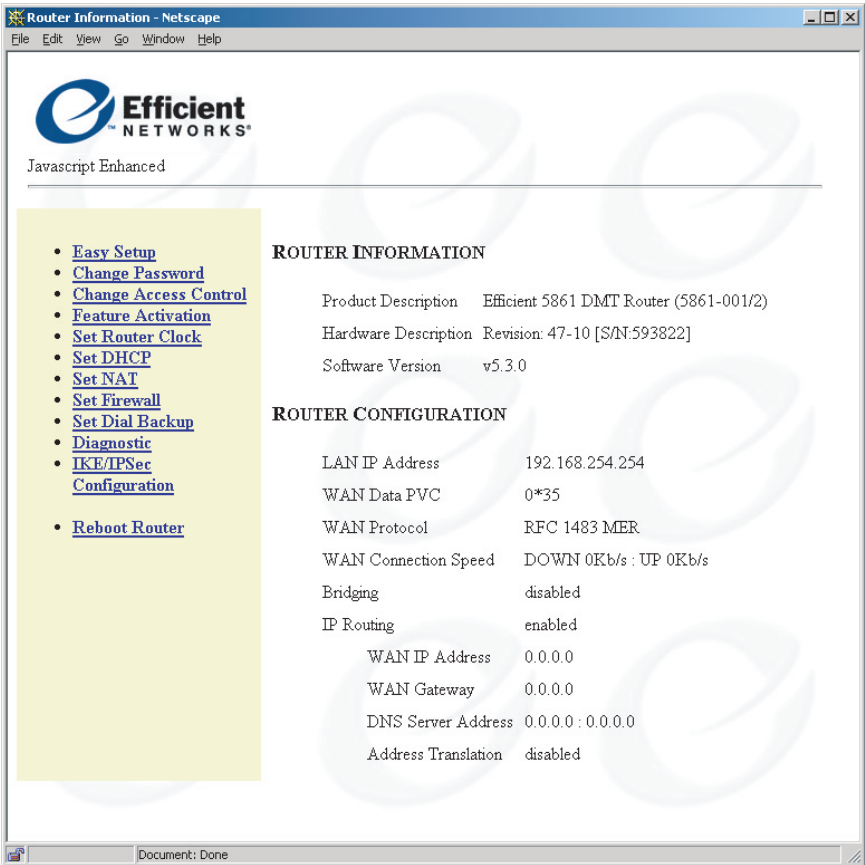 Router Information - Netscape
File Edit View Go Window Help
Efficient
NETWORKS®
™
Javascript Enhanced
• Easy Setup
• Change Password
• Change Access Control
• Feature Activation
• Set Router Clock
• Set DHCP
• Set NAT
• Set Firewall
• Set Dial Backup
• Diagnostic
• IKE/IPSec
Configuration
• Reboot Router
ROUTER INFORMATION
Product Description Efficient 5861 DMT Router (5861-001/2)
Hardware Description Revision: 47-10 [S/N:593822]
Software Version v5.3.0
ROUTER CONFIGURATION
LAN IP Address 192.168.254.254
WAN Data PVC 0*35
WAN Protocol RFC 1483 MER
WAN Connection Speed DOWN 0Kb/s : UP 0Kb/s
Bridging disabled
IP Routing enabled
WAN IP Address 0.0.0.0
WAN Gateway 0.0.0.0
DNS Server Address 0.0.0.0 : 0.0.0.0
Address Translation disabled
Document: Done